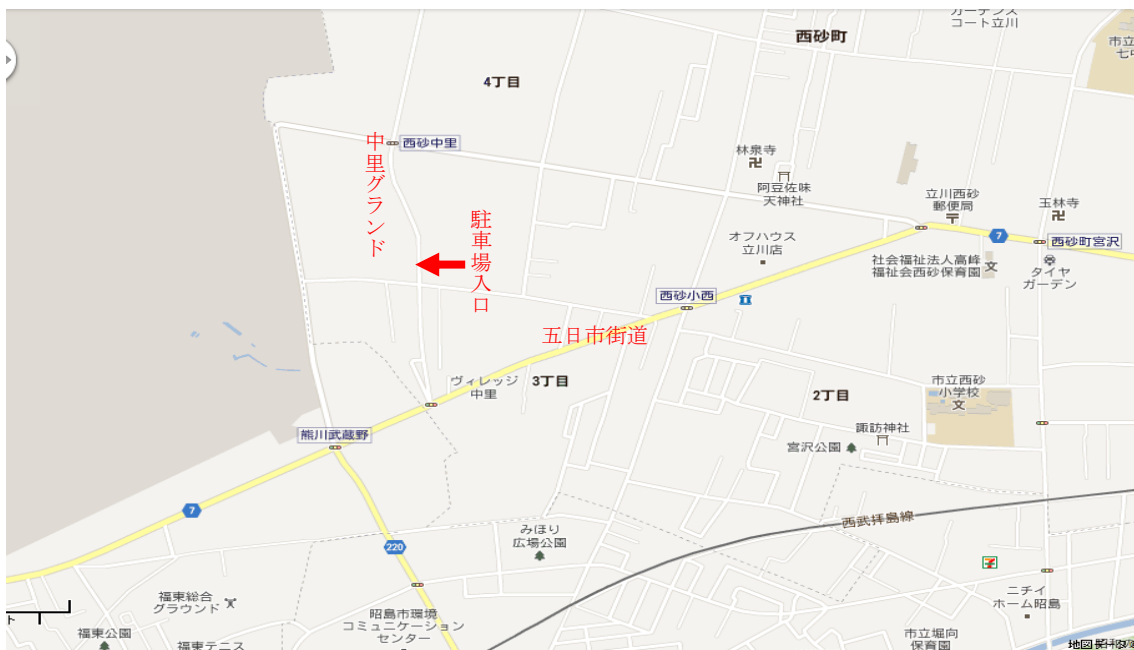 ガーデンス
コート立川
西砂町
市立
七中
4丁目
西砂中里
中里グランド
林泉寺
阿豆佐味
天神社
立川西砂
郵便局
玉林寺
7
西砂町宮沢
駐車場入口
オフハウス
立川店
社会福祉法人高峰
福祉会西砂保育園
文
タイヤ
ガーデン
西砂小西
五日市街道
ヴィレッジ
中里
3丁目
2丁目
市立西砂
小学校
文
熊川武蔵野
諏訪神社
宮沢公園
7
西武拝島線
220
みほり
広場公園
福東総合
グラウンド
昭島市環境
コミュニケーション
センター
ニチイ
ホーム昭島
福東公園
福東テニス
市立堀向
保育園